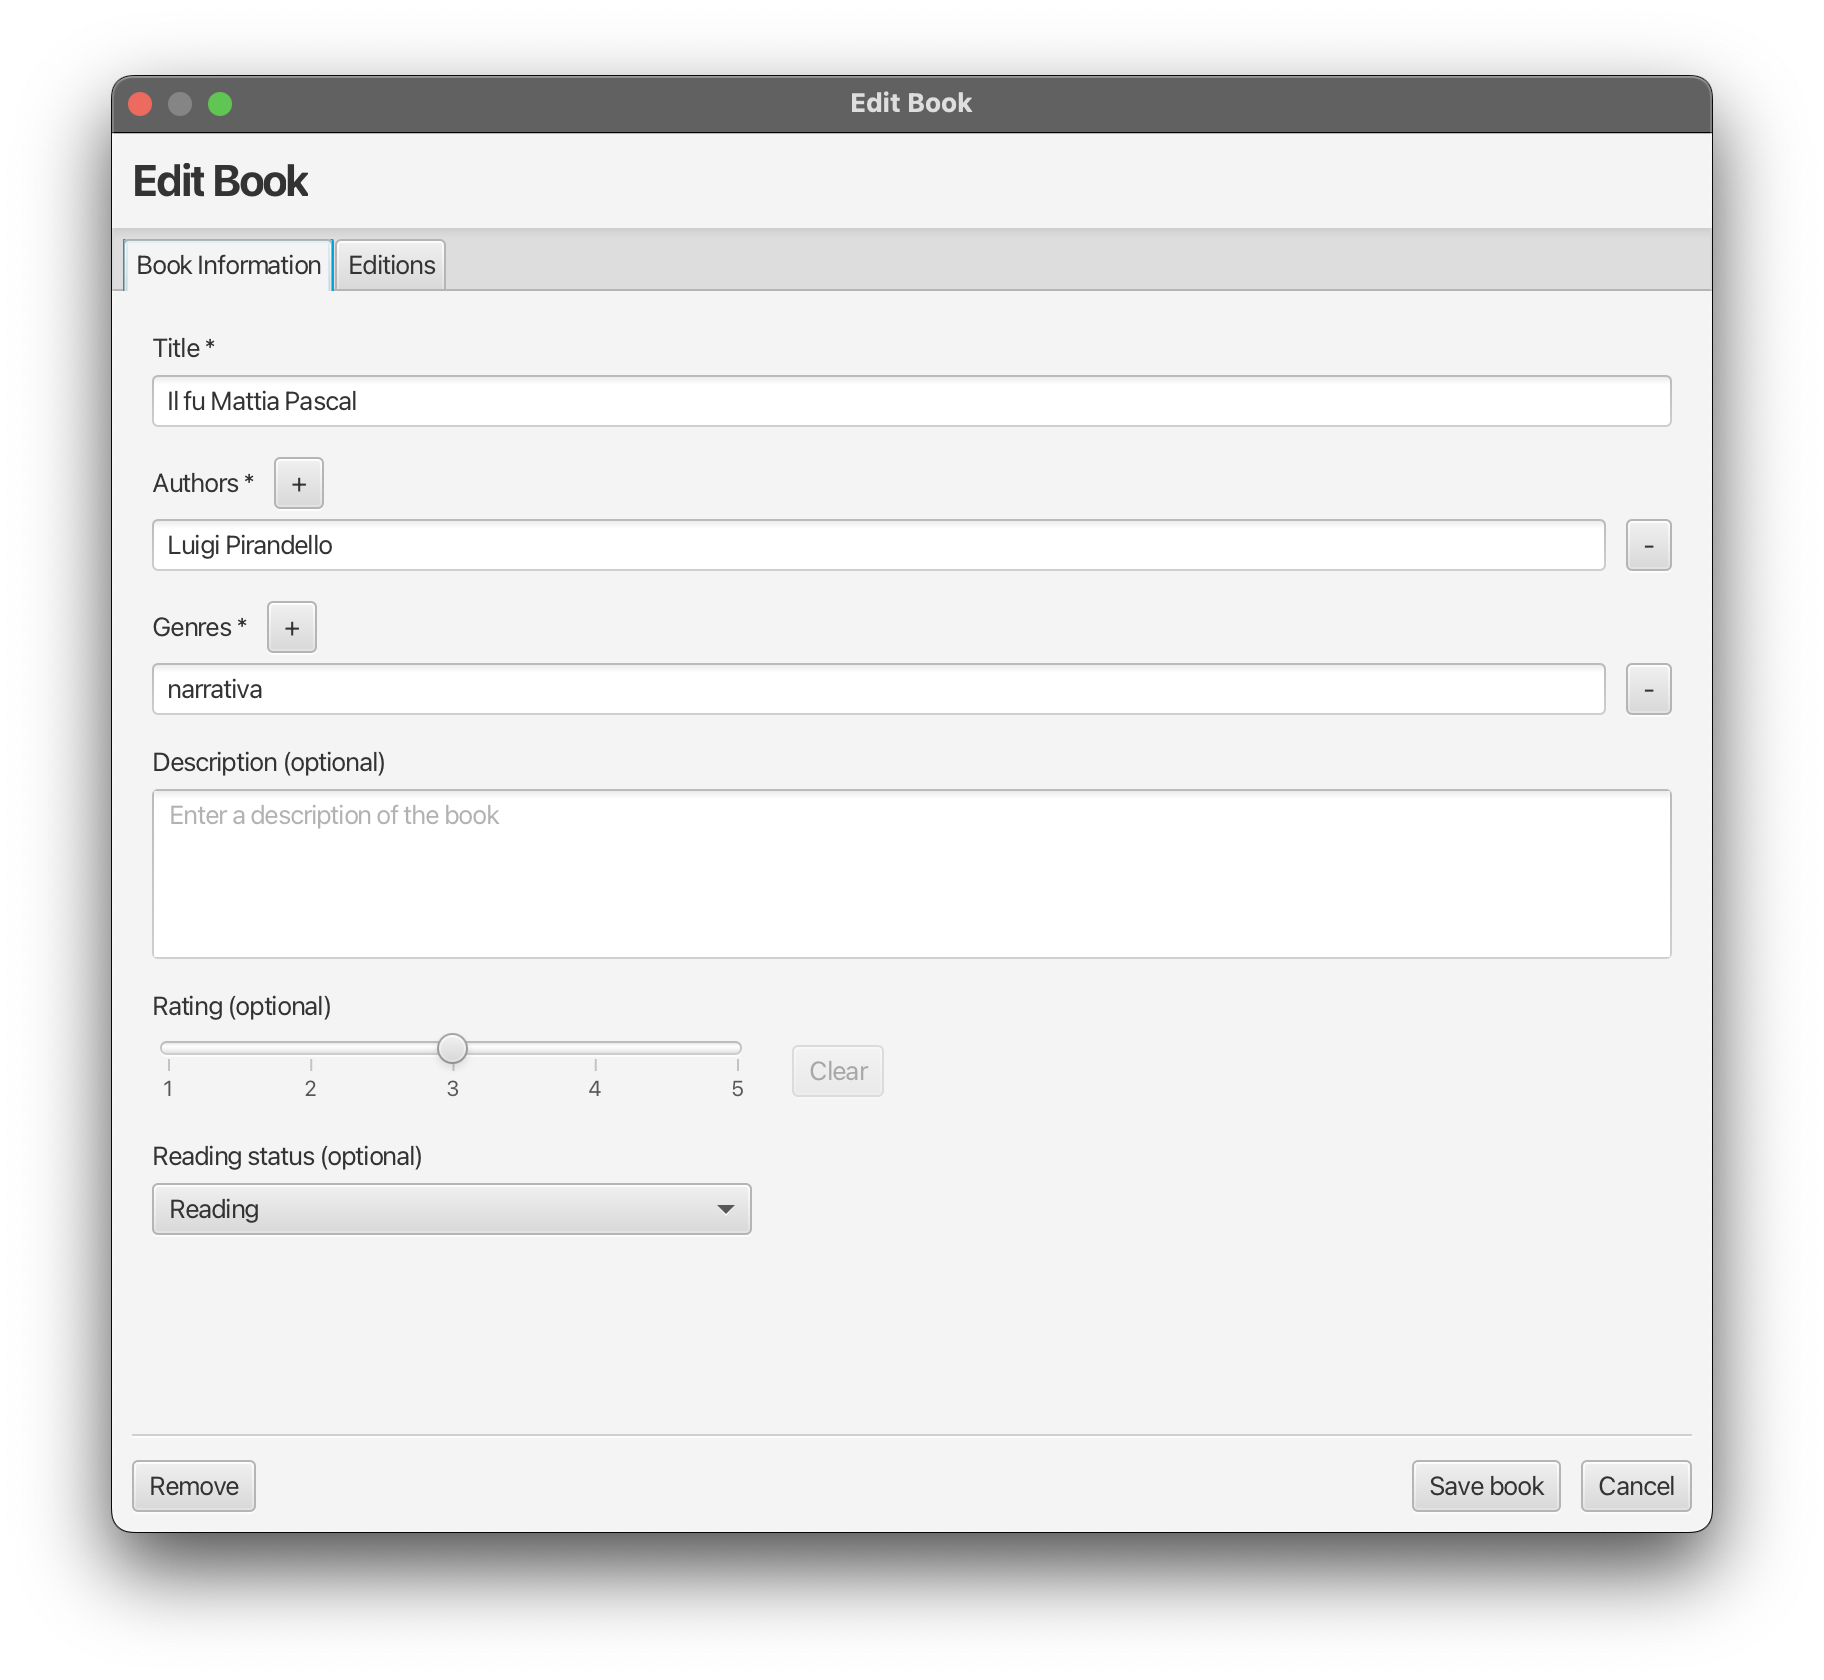 Edit Book
Edit Book
Book Information Editions
Title *
Il fu Mattia Pascal
Authors * +
Luigi Pirandello -
Genres * +
narrativa -
Description (optional)
Enter a description of the book
Rating (optional)
1 2 3 4 5
Clear
Reading status (optional)
Reading
Remove Save book Cancel